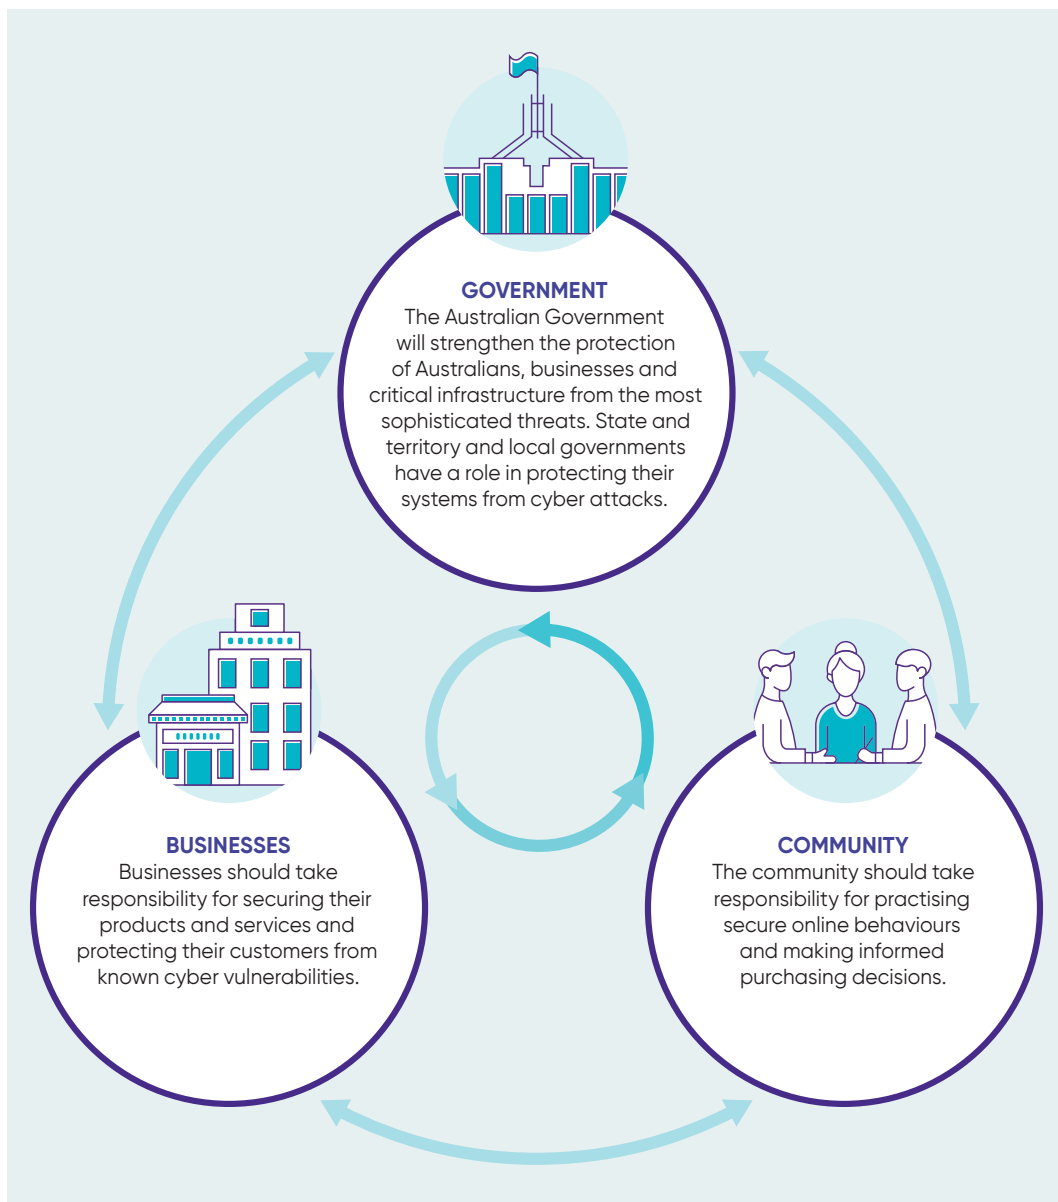 GOVERNMENT
The Australian Government
will strengthen the protection
of Australians, businesses and
critical infrastructure from the most
sophisticated threats. State and
territory and local governments
have a role in protecting their
systems from cyber attacks.
BUSINESSES
Businesses should take
responsibility for securing their
products and services and
protecting their customers from
known cyber vulnerabilities.
COMMUNITY
The community should take
responsibility for practising
secure online behaviours
and making informed
purchasing decisions.